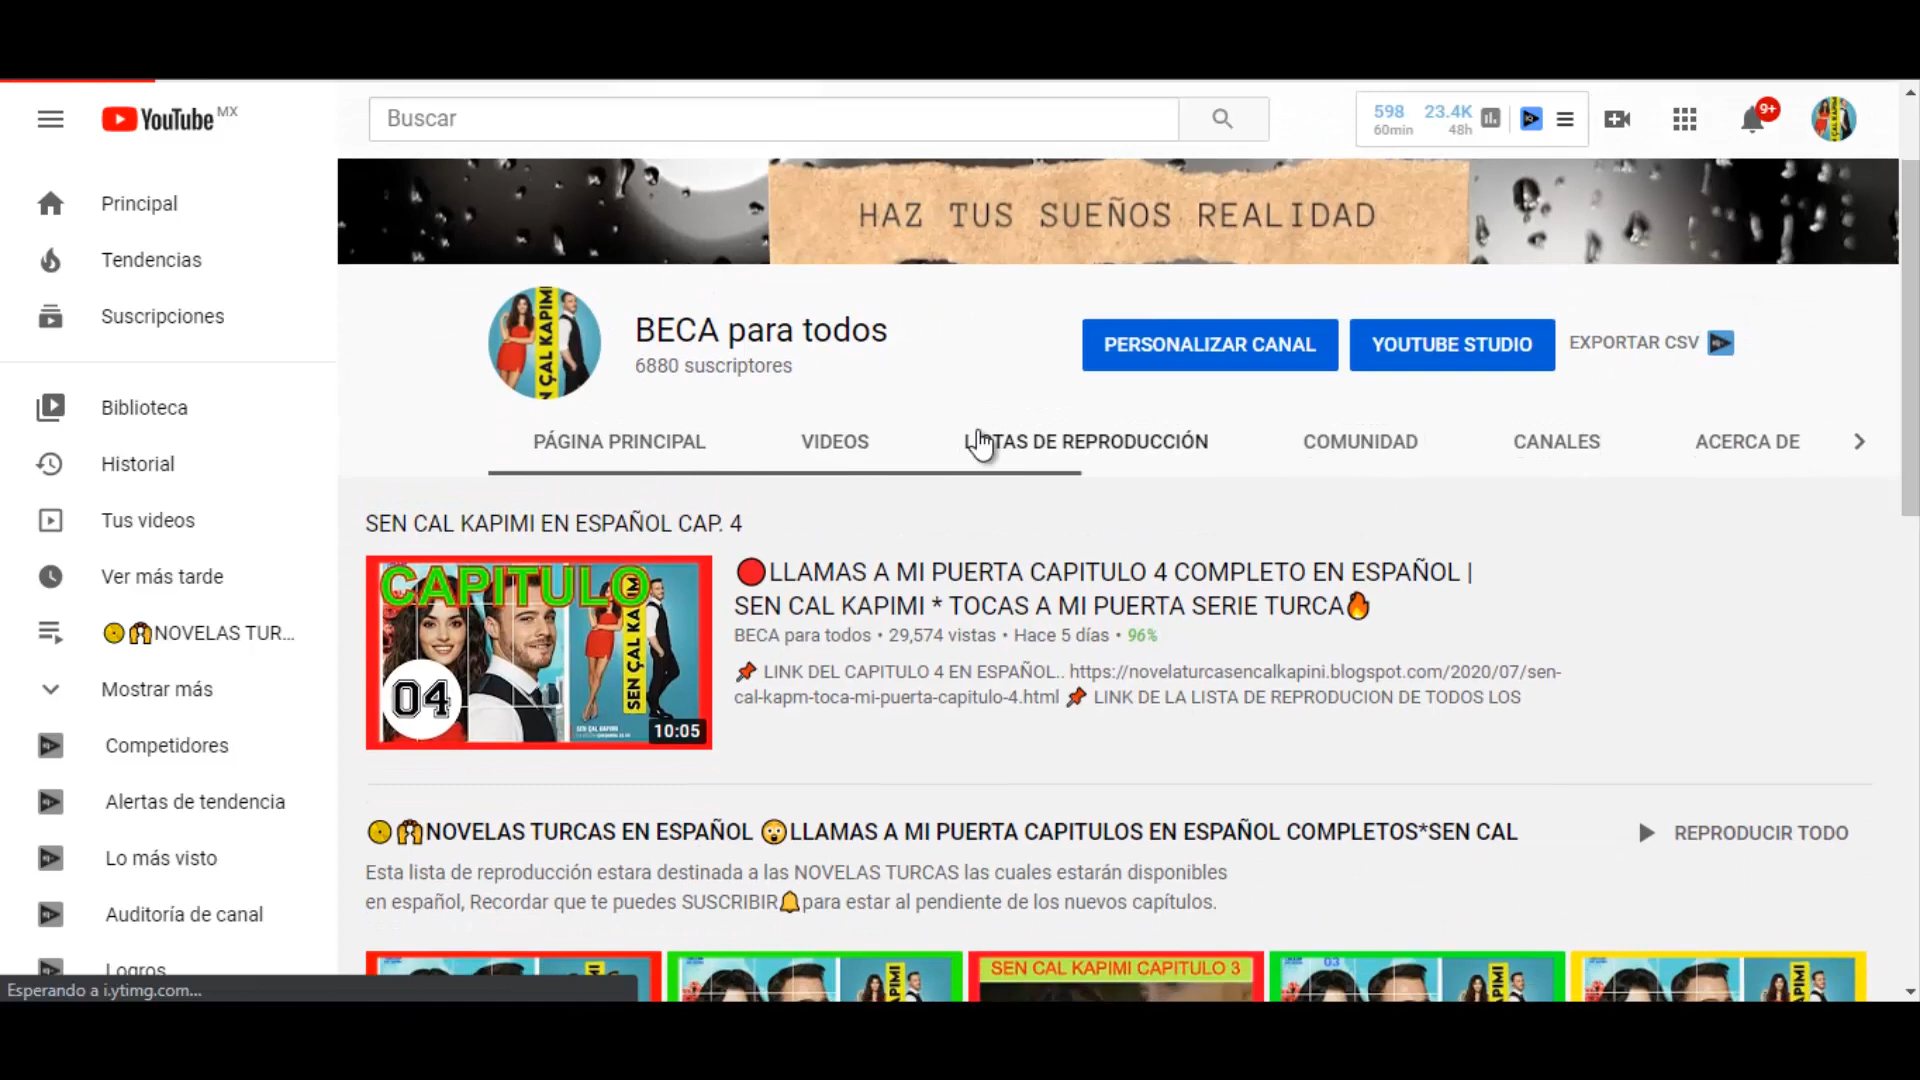 YouTube MX
Buscar
598 23.4K
60min 48h
9+
Principal
Tendencias
Suscripciones
Biblioteca
Historial
Tus videos
Ver más tarde
NOVELAS TUR...
Mostrar más
Competidores
Alertas de tendencia
Lo más visto
Auditoría de canal
Logros
Esperando a i.ytimg.com...
HAZ TUS SUEÑOS REALIDAD
SEN ÇAL KAPIMI
BECA para todos
6880 suscriptores
PERSONALIZAR CANAL
YOUTUBE STUDIO
EXPORTAR CSV
PÁGINA PRINCIPAL
VIDEOS
LISTAS DE REPRODUCCIÓN
COMUNIDAD
CANALES
ACERCA DE
SEN CAL KAPIMI EN ESPAÑOL CAP. 4
CAPITULO
SEN ÇAL KAPIMI
04
10:05
🔴LLAMAS A MI PUERTA CAPITULO 4 COMPLETO EN ESPAÑOL |
SEN CAL KAPIMI * TOCAS A MI PUERTA SERIE TURCA🔥
BECA para todos • 29,574 vistas • Hace 5 días • 96%
📌 LINK DEL CAPITULO 4 EN ESPAÑOL.. https://novelaturcasencalkapini.blogspot.com/2020/07/sen-
cal-kapm-toca-mi-puerta-capitulo-4.html 📌 LINK DE LA LISTA DE REPRODUCION DE TODOS LOS
NOVELAS TURCAS EN ESPAÑOL 😲LLAMAS A MI PUERTA CAPITULOS EN ESPAÑOL COMPLETOS*SEN CAL
REPRODUCIR TODO
Esta lista de reproducción estara destinada a las NOVELAS TURCAS las cuales estarán disponibles
en español, Recordar que te puedes SUSCRIBIR🔔para estar al pendiente de los nuevos capítulos.
SEN CAL KAPIMI CAPITULO 3
03